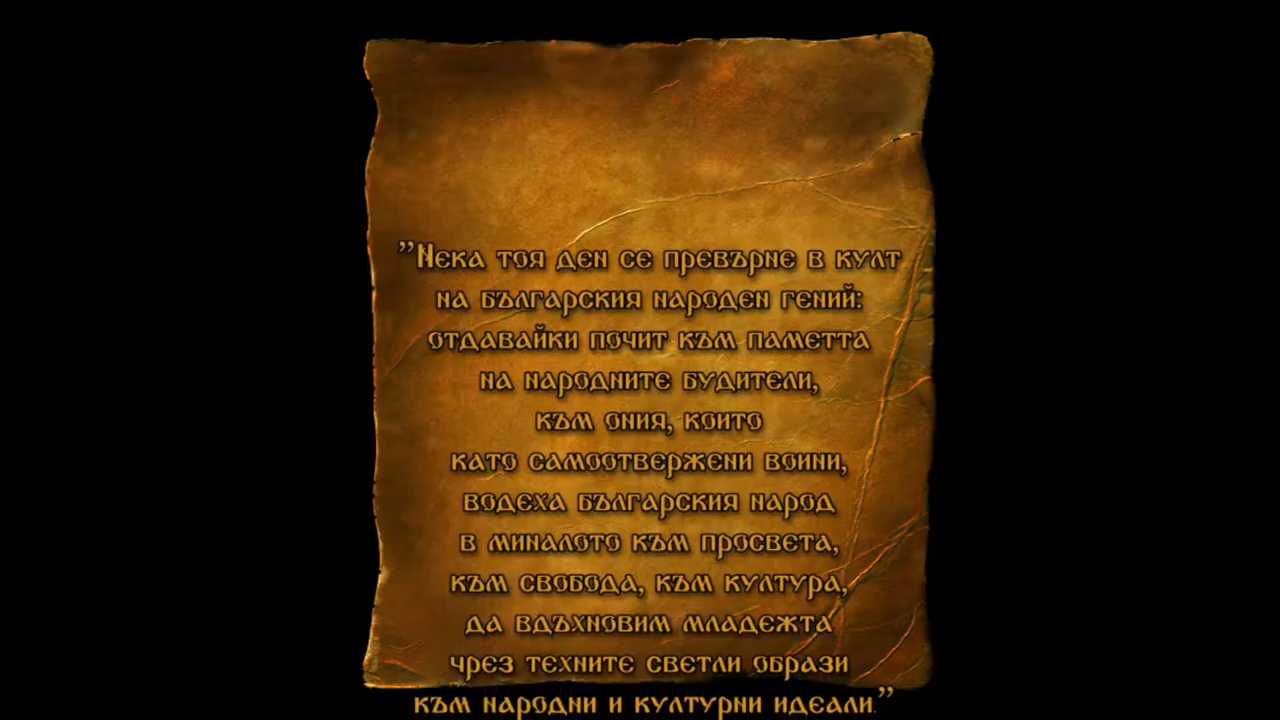 ”Нека тоя ден се превърне в култ
на българския народен гений:
отдавайки почит към паметта
на народните будители,
към ония, които
като самоотвержени воини,
водеха българския народ
в миналото към просвета,
към свобода, към култура,
да вдъхновим младежта
чрез техните светли образи
към народни и културни идеали.”